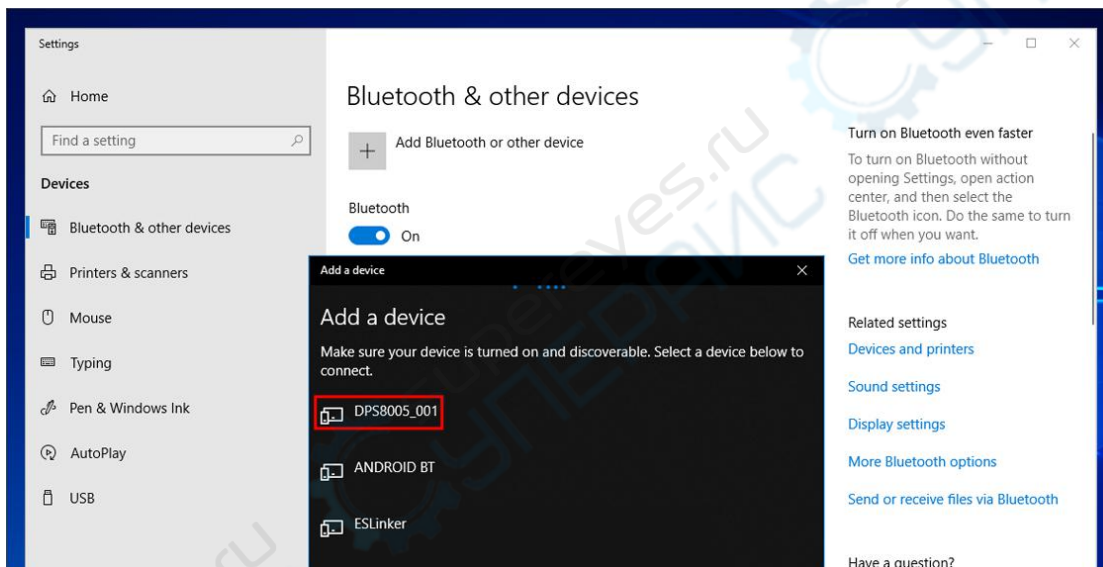 Settings
Home
Find a setting
Devices
Bluetooth & other devices
Printers & scanners
Mouse
Typing
Pen & Windows Ink
AutoPlay
USB
Bluetooth & other devices
Add Bluetooth or other device
Bluetooth
On
Add a device
Add a device
Make sure your device is turned on and discoverable. Select a device below to
connect.
DPS8005_001
ANDROID BT
ESLinker
Turn on Bluetooth even faster
To turn on Bluetooth without
opening Settings, open action
center, and then select the
Bluetooth icon. Do the same to turn
it off when you want.
Get more info about Bluetooth
Related settings
Devices and printers
Sound settings
Display settings
More Bluetooth options
Send or receive files via Bluetooth
Have a question?
supereyes.ru
СУПЕРАЙС
.ru